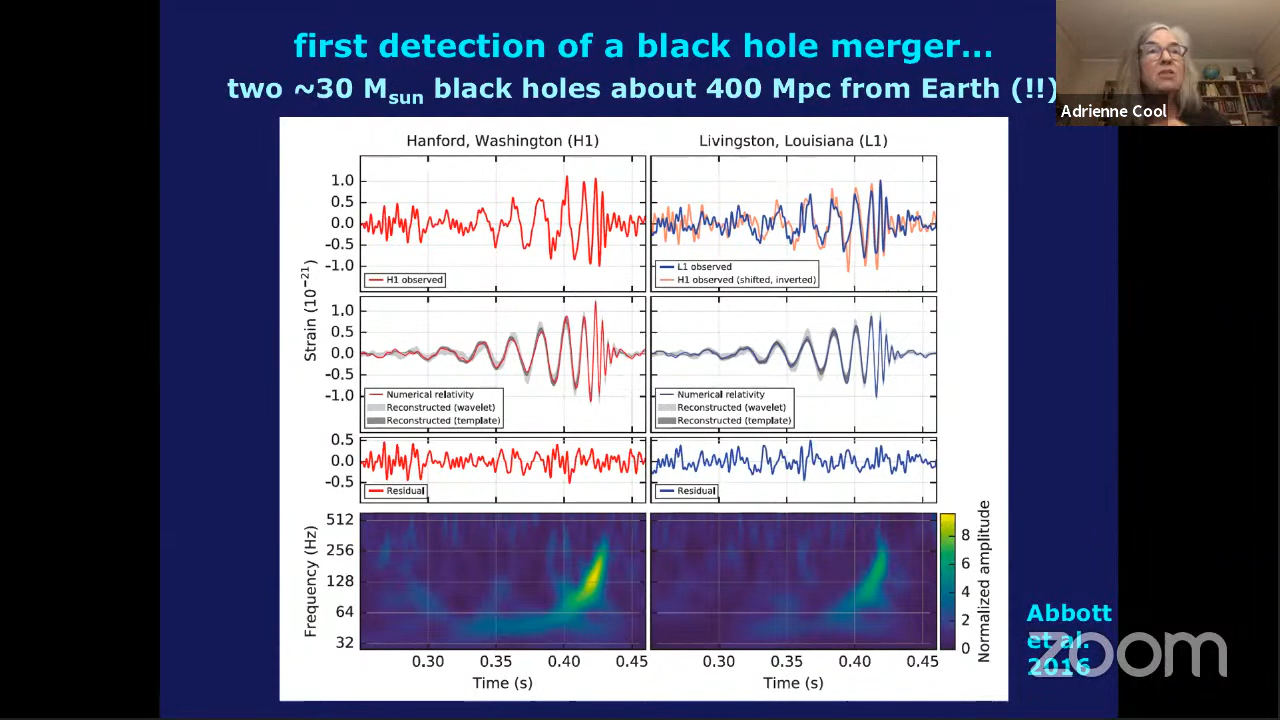 first detection of a black hole merger...
two ~30 Msun black holes about 400 Mpc from Earth (!!)
Adrienne Cool
Hanford, Washington (H1)
Livingston, Louisiana (L1)
Strain (10⁻²¹)
1.0
0.5
0.0
-0.5
-1.0
H1 observed
L1 observed
H1 observed (shifted, inverted)
1.0
0.5
0.0
-0.5
-1.0
Numerical relativity
Reconstructed (wavelet)
Reconstructed (template)
Numerical relativity
Reconstructed (wavelet)
Reconstructed (template)
0.5
0.0
-0.5
Residual
Residual
Frequency (Hz)
512
256
128
64
32
0.30
0.35
0.40
0.45
Time (s)
0.30
0.35
0.40
0.45
Time (s)
8
6
4
2
0
Normalized amplitude
Abbott
et al.
2016
zoom